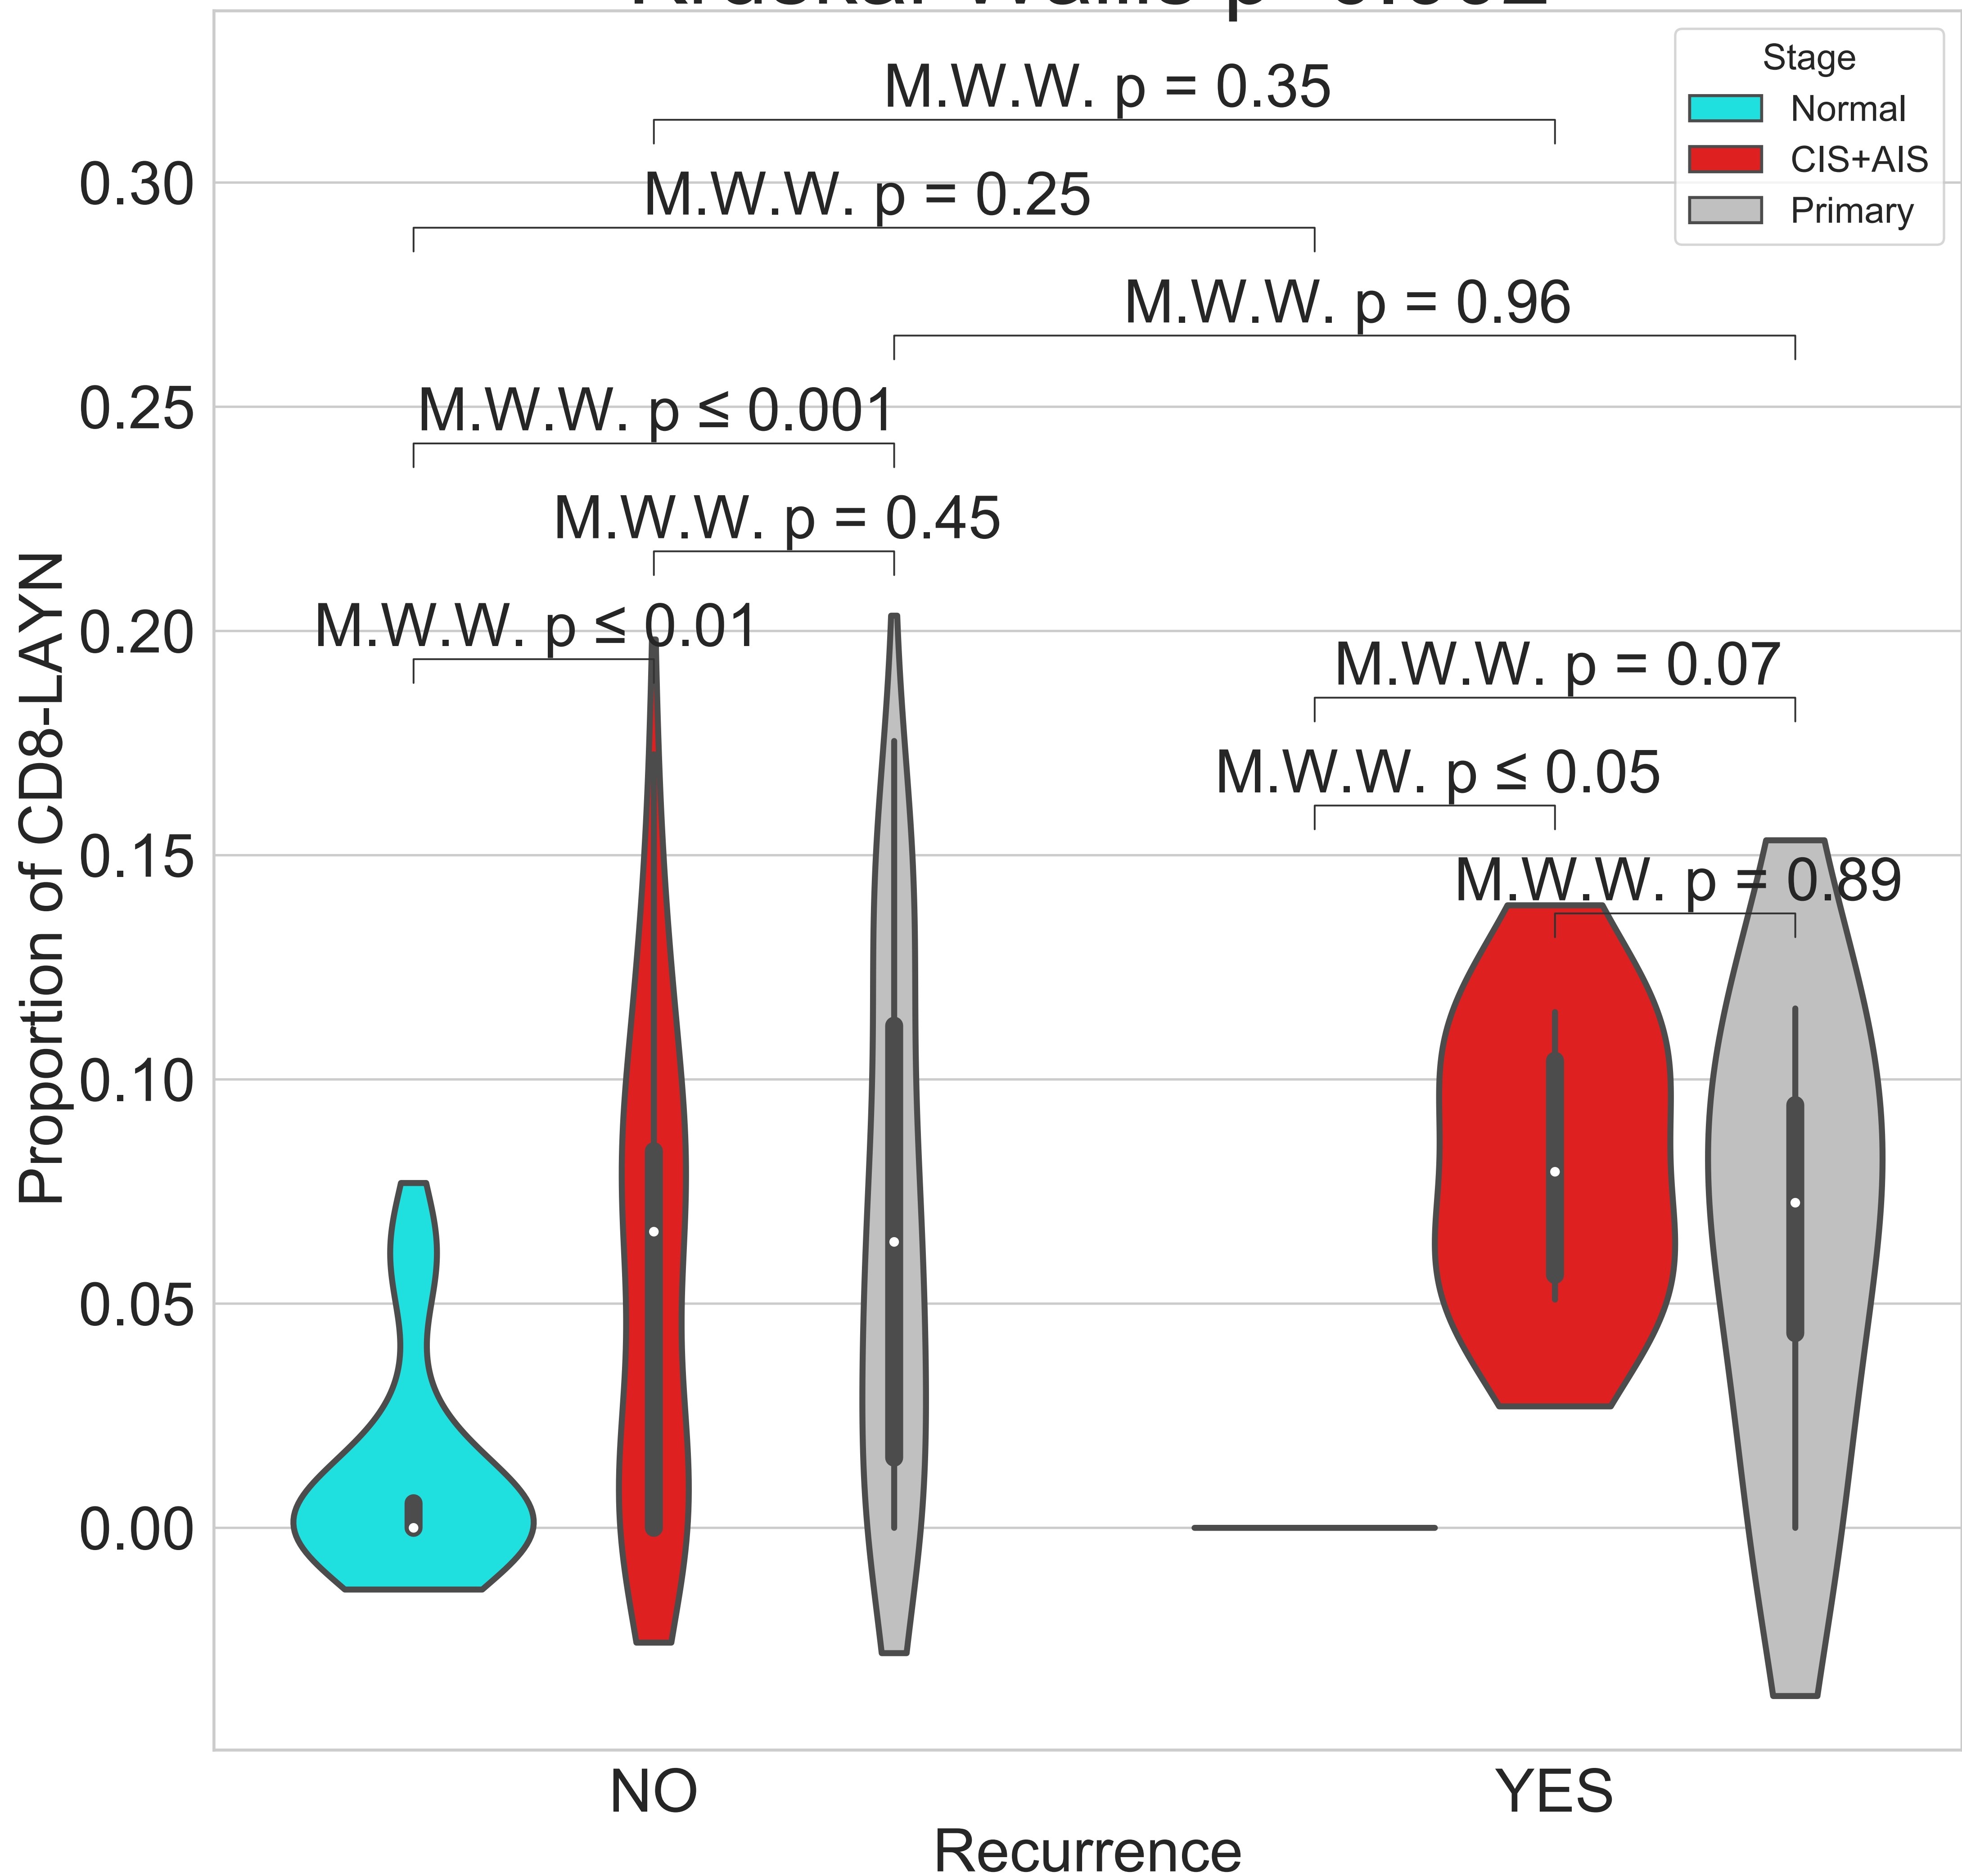 Stage
Normal
CIS+AIS
Primary
M.W.W. p = 0.35
M.W.W. p = 0.25
M.W.W. p = 0.96
M.W.W. p ≤ 0.001
M.W.W. p = 0.45
M.W.W. p ≤ 0.01
M.W.W. p = 0.07
M.W.W. p ≤ 0.05
M.W.W. p = 0.89
Proportion of CD8-LAYN
0.30
0.25
0.20
0.15
0.10
0.05
0.00
NO
YES
Recurrence